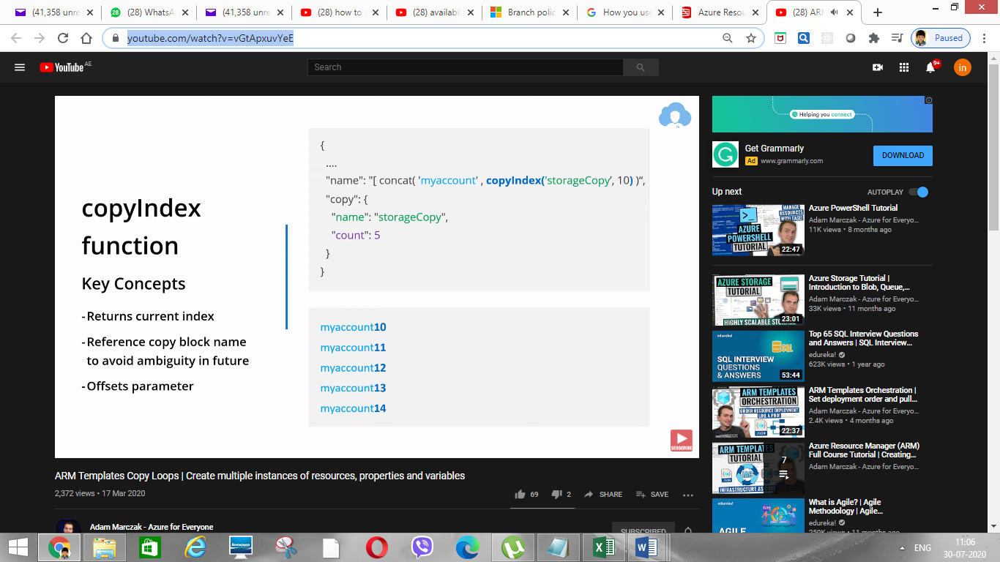 (41,358 unre
(28) WhatsA
(41,358 unre
(28) how to
(28) availabil
Branch polic
How you use
Azure Resou
(28) ARM
youtube.com/watch?v=vGtApxuvYeE
Paused
YouTube AE
Search
9+
in
{
....
"name": "[ concat( 'myaccount' , copyIndex('storageCopy', 10) )“,
"copy": {
"name": "storageCopy",
"count": 5
}
}
copyIndex
function
Key Concepts
- Returns current index
- Reference copy block name
to avoid ambiguity in future
- Offsets parameter
myaccount10
myaccount11
myaccount12
myaccount13
myaccount14
SUBSCRIBE
ARM Templates Copy Loops | Create multiple instances of resources, properties and variables
2,372 views • 17 Mar 2020
69
2
SHARE
SAVE
Adam Marczak - Azure for Everyone
SUBSCRIBED
Helping you connect
Get Grammarly
Ad www.grammarly.com
DOWNLOAD
Up next
AUTOPLAY
MANAGE
RESOURCES
WITH EASE!
AZURE
POWERSHELL
TUTORIAL
22:47
Azure PowerShell Tutorial
Adam Marczak - Azure for Everyo...
11K views • 8 months ago
AZURE STORAGE
TUTORIAL
HIGHLY SCALABLE STO
23:01
Azure Storage Tutorial |
Introduction to Blob, Queue,...
Adam Marczak - Azure for Everyo...
33K views • 11 months ago
edureka!
SQL
SQL INTERVIEW
QUESTIONS
& ANSWERS
53:44
Top 65 SQL Interview Questions
and Answers | SQL Interview...
edureka!
623K views • 1 year ago
ARM TEMPLATES
ORCHESTRATION
ORDER RESOURCE DEPLOYMENT
LIKE A PRO!
JSON
22:37
ARM Templates Orchestration |
Set deployment order and pull...
Adam Marczak - Azure for Everyo...
2.4K views • 4 months ago
ARM TEMPLAT
TUTORIAL
IAC
JSON
INFRASTRUCTURE AS CODE
7
Azure Resource Manager (ARM)
Full Course Tutorial | Creating...
Adam Marczak - Azure for Everyo...
edureka!
AGILE
What is Agile? | Agile
Methodology | Agile...
edureka!
259K views • 11 months ago
lenovo
ENG
11:06
30-07-2020